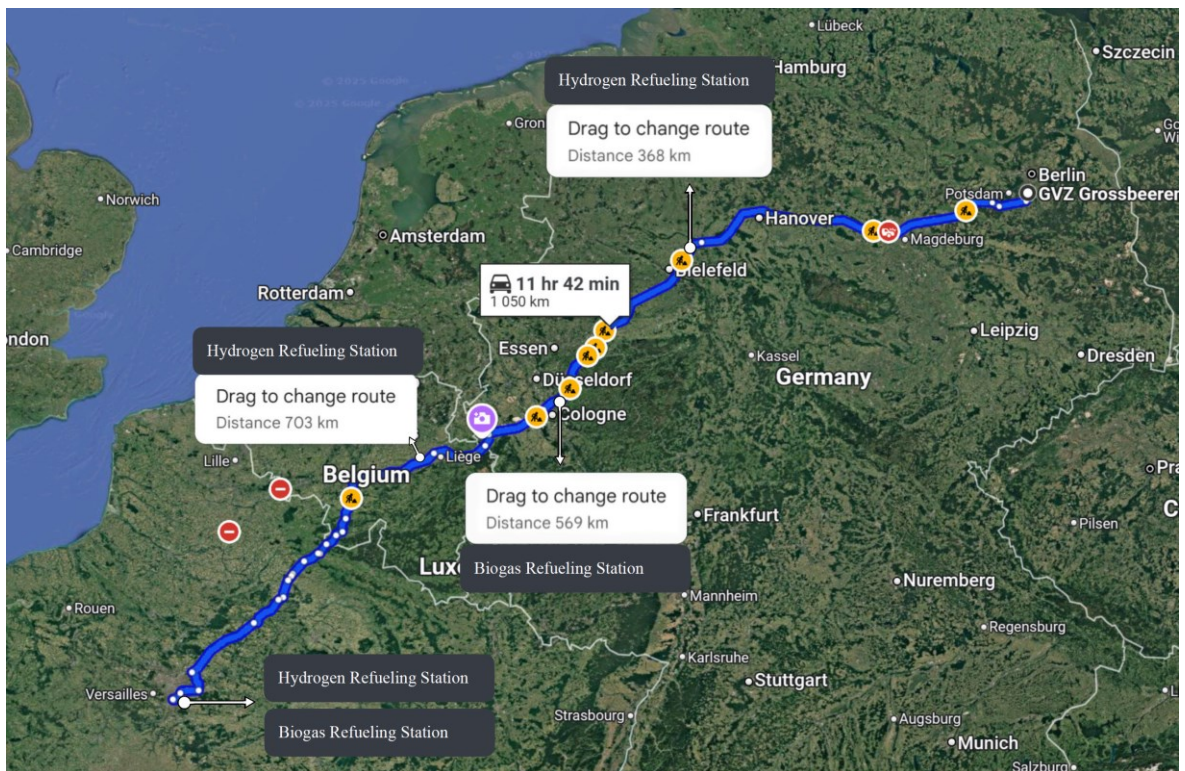 Lübeck
Szczecin
Hamburg
Hydrogen Refueling Station
Drag to change route
Distance 368 km
Gron
Berlin
Potsdam
GVZ Grossbeeren
Norwich
Hanover
Magdeburg
Amsterdam
Cambridge
Bielefeld
11 hr 42 min
1 050 km
Rotterdam
Leipzig
Essen
Kassel
Dresden
Hydrogen Refueling Station
Germany
Drag to change route
Distance 703 km
Cologne
Liège
Lille
Belgium
Drag to change route
Distance 569 km
Frankfurt
Pilsen
Biogas Refueling Station
Nuremberg
Mannheim
Rouen
Regensburg
Karlsruhe
Hydrogen Refueling Station
Versailles
Stuttgart
Strasbourg
Biogas Refueling Station
Augsburg
Munich
Salzburg